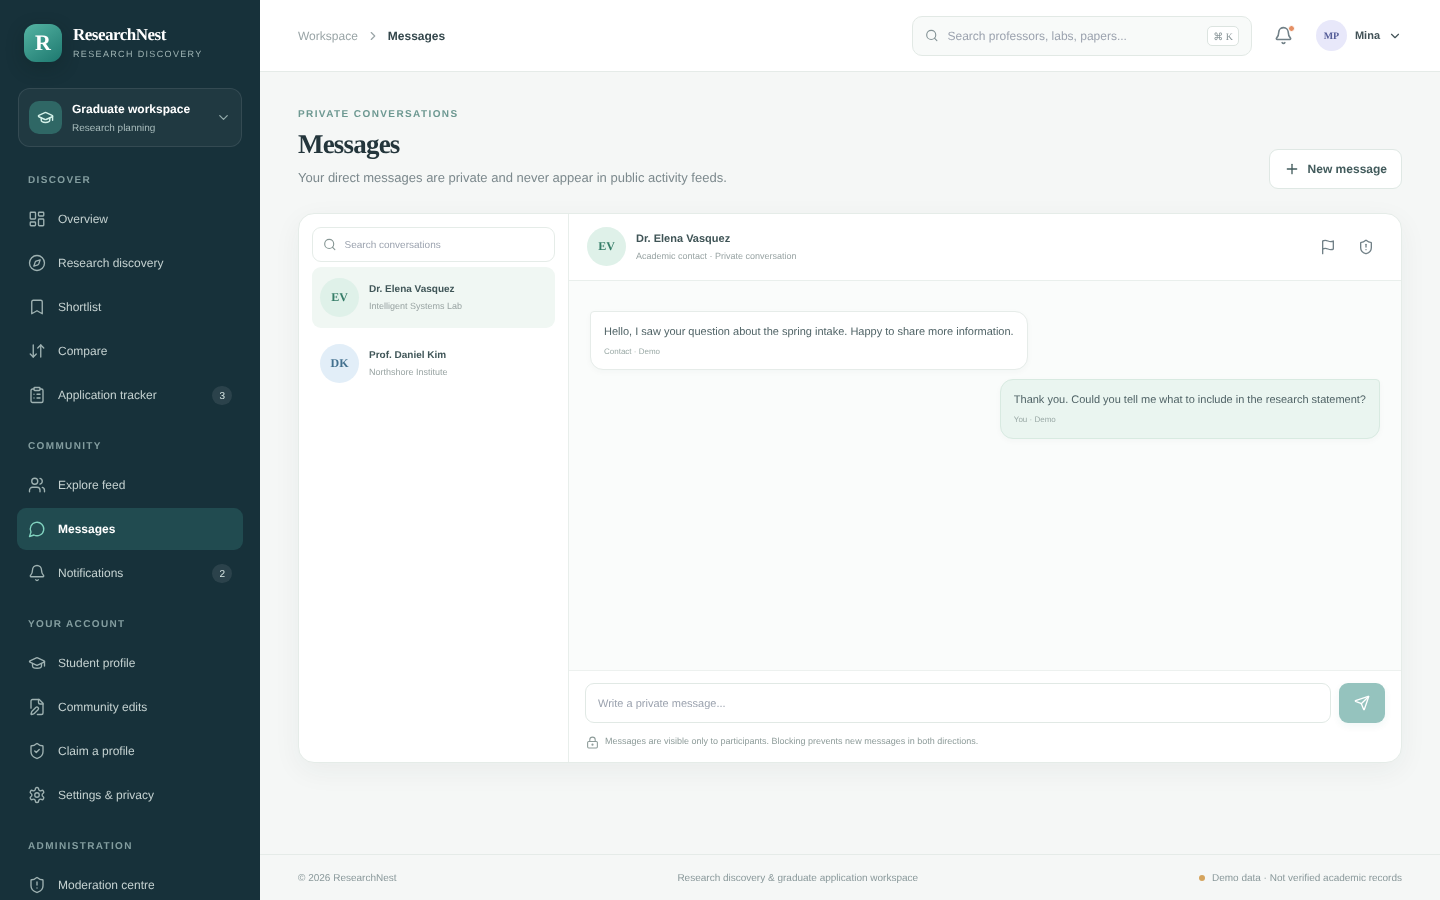 R
ResearchNest
RESEARCH DISCOVERY
Graduate workspace
Research planning
DISCOVER
Overview
Research discovery
Shortlist
Compare
Application tracker
3
COMMUNITY
Explore feed
Messages
Notifications
2
YOUR ACCOUNT
Student profile
Community edits
Claim a profile
Settings & privacy
ADMINISTRATION
Moderation centre
Workspace
Messages
Search professors, labs, papers...
⌘ K
MP
Mina
PRIVATE CONVERSATIONS
Messages
Your direct messages are private and never appear in public activity feeds.
New message
Search conversations
EV
Dr. Elena Vasquez
Intelligent Systems Lab
DK
Prof. Daniel Kim
Northshore Institute
EV
Dr. Elena Vasquez
Academic contact · Private conversation
Hello, I saw your question about the spring intake. Happy to share more information.
Contact · Demo
Thank you. Could you tell me what to include in the research statement?
You · Demo
Write a private message...
Messages are visible only to participants. Blocking prevents new messages in both directions.
© 2026 ResearchNest
Research discovery & graduate application workspace
Demo data · Not verified academic records